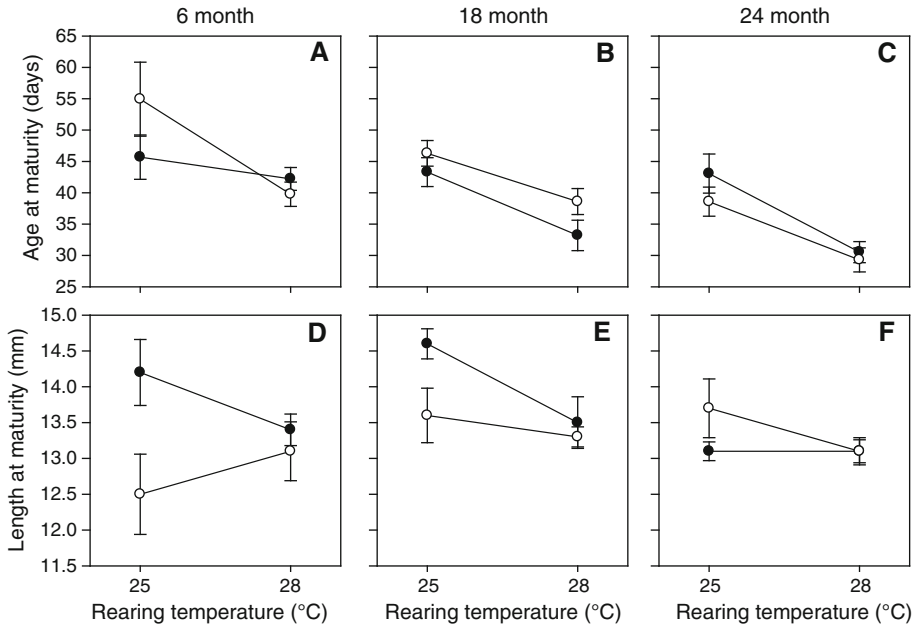 6 month 18 month 24 month
A B C
Age at maturity (days)
65
60
55
50
45
40
35
30
25
D E F
Length at maturity (mm)
15.0
14.5
14.0
13.5
13.0
12.5
12.0
11.5
25 28 25 28 25 28
Rearing temperature (°C) Rearing temperature (°C) Rearing temperature (°C)